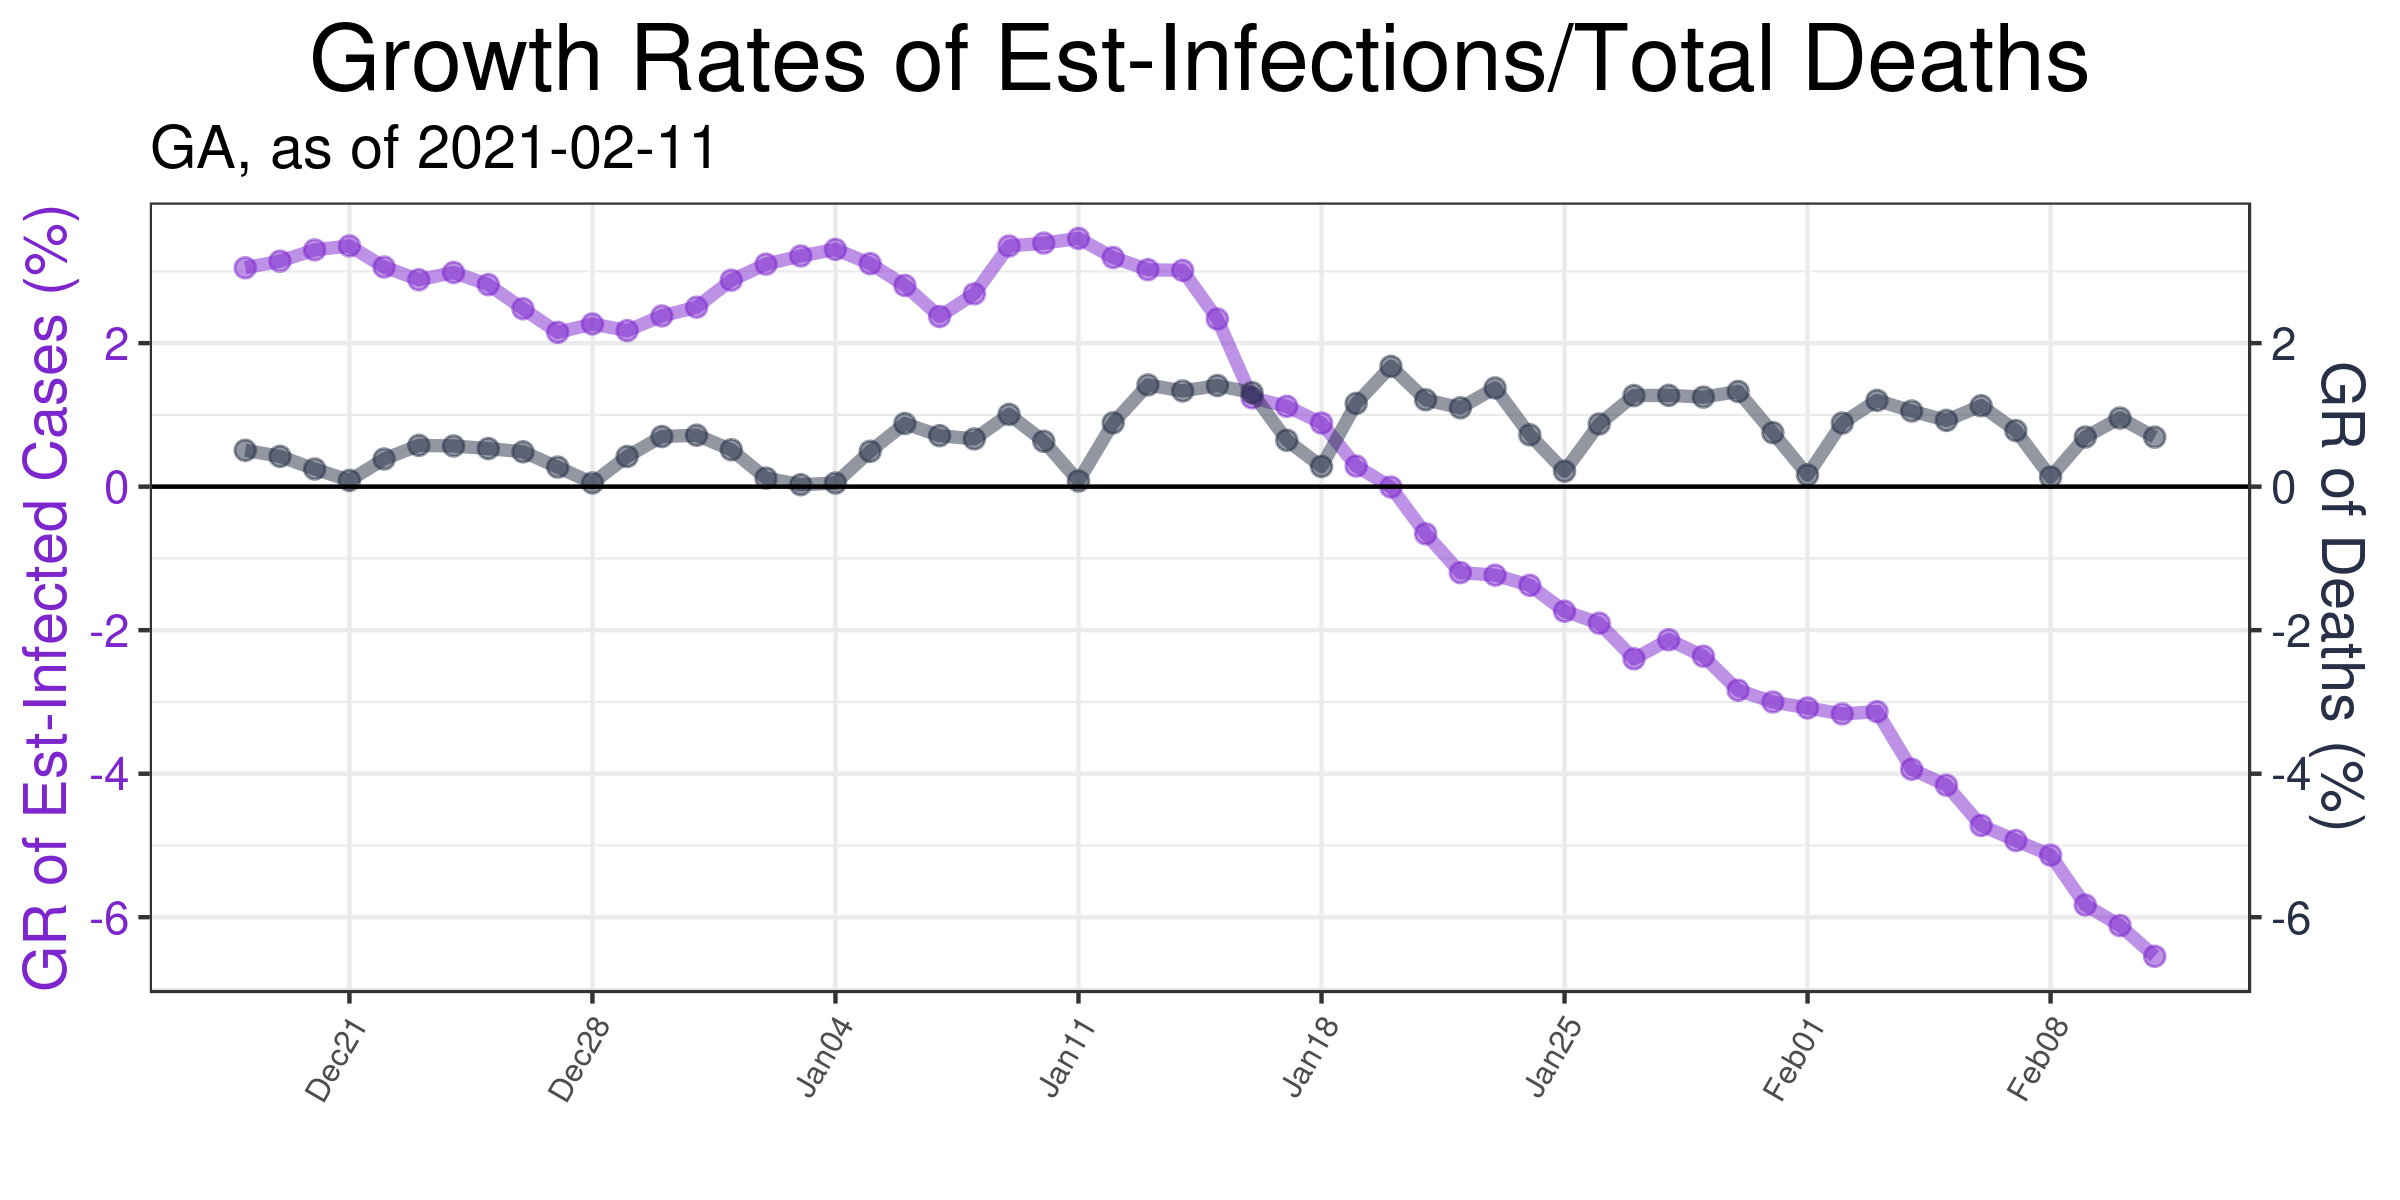 Growth Rates of Est-Infections/Total Deaths
GA, as of 2021-02-11
GR of Est-Infected Cases (%)
2
0
-2
-4
-6
2
0
-2
-4
-6
GR of Deaths (%)
Dec21
Dec28
Jan04
Jan11
Jan18
Jan25
Feb01
Feb08